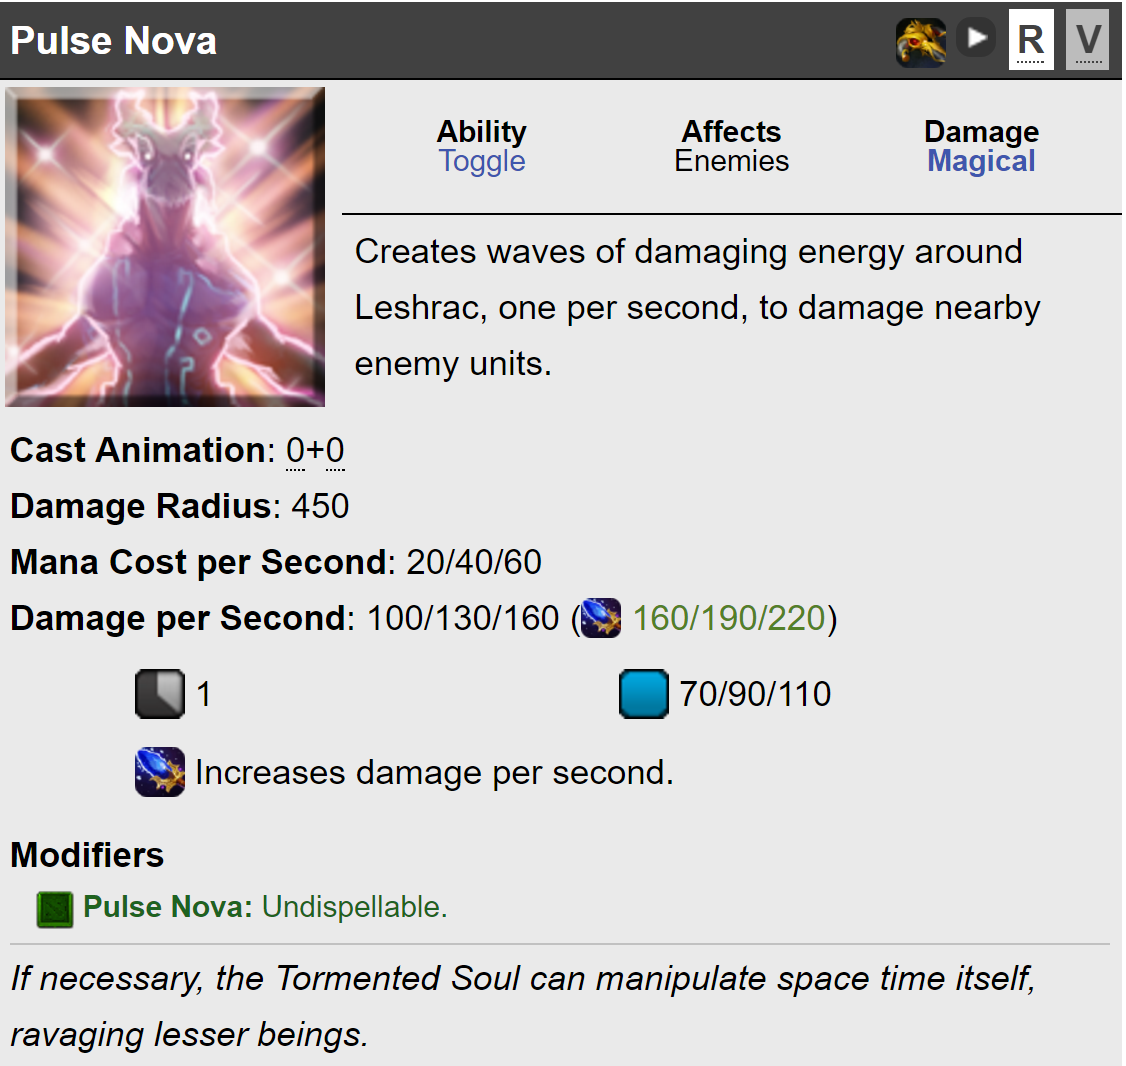 Pulse Nova
R V
Ability Affects Damage
Toggle Enemies Magical
Creates waves of damaging energy around
Leshrac, one per second, to damage nearby
enemy units.
Cast Animation: 0+0
Damage Radius: 450
Mana Cost per Second: 20/40/60
Damage per Second: 100/130/160 ( 160/190/220)
1 70/90/110
Increases damage per second.
Modifiers
Pulse Nova: Undispellable.
If necessary, the Tormented Soul can manipulate space time itself,
ravaging lesser beings.